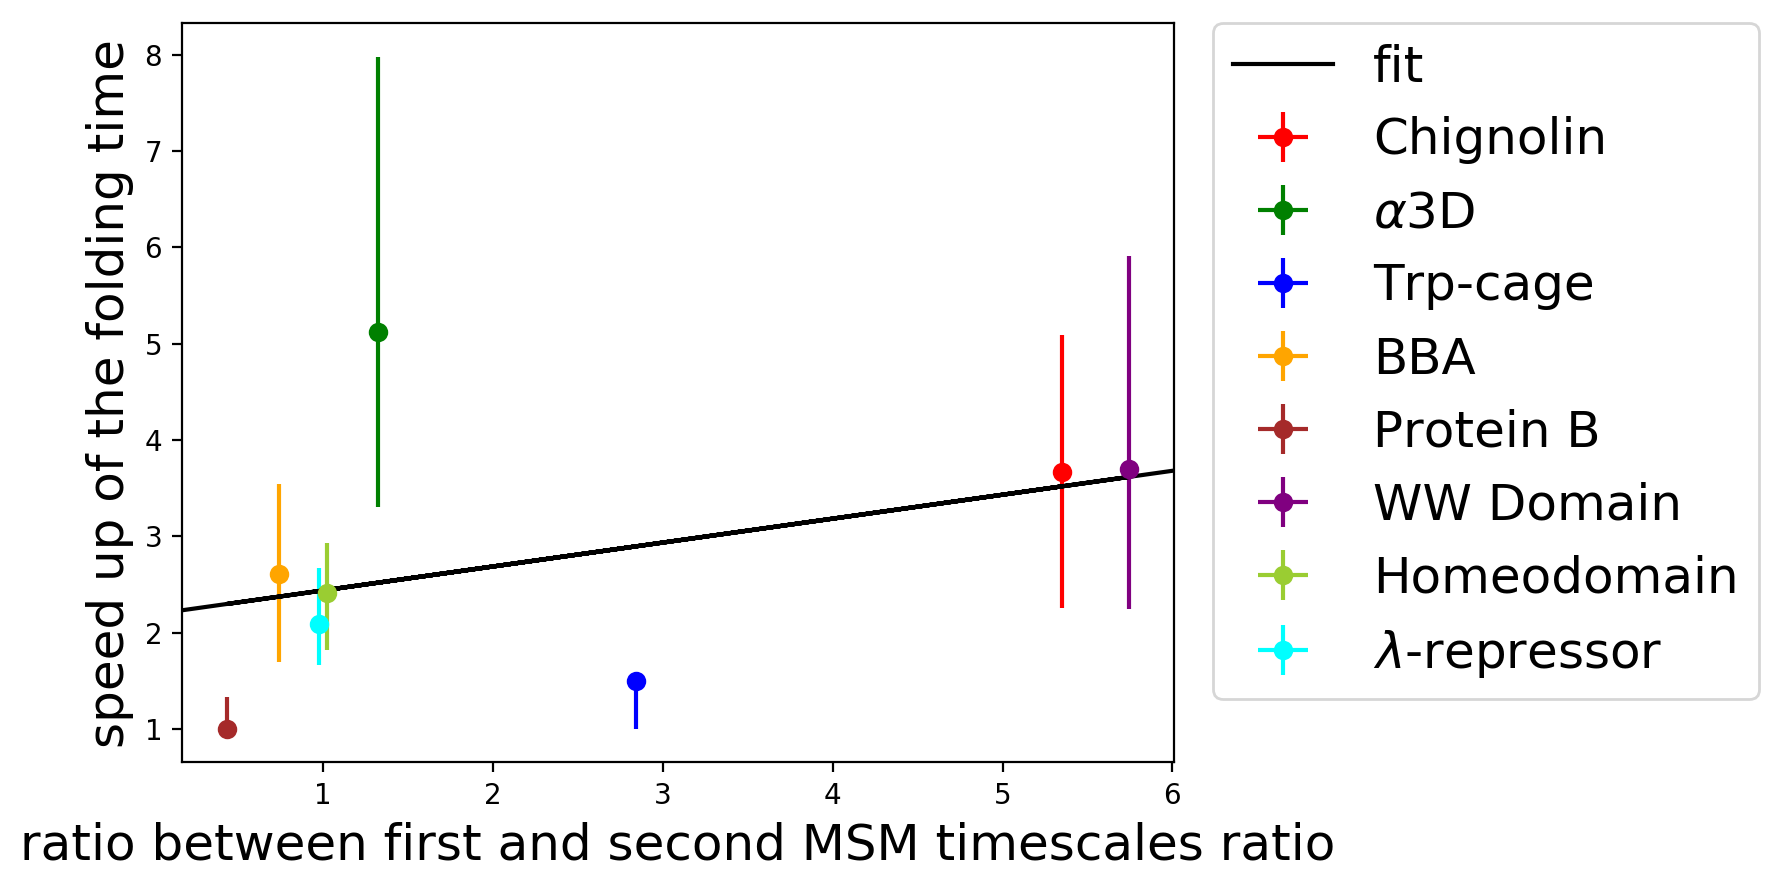 speed up of the folding time
8
7
6
5
4
3
2
1
1 2 3 4 5 6
ratio between first and second MSM timescales ratio
fit
Chignolin
α3D
Trp-cage
BBA
Protein B
WW Domain
Homeodomain
λ-repressor